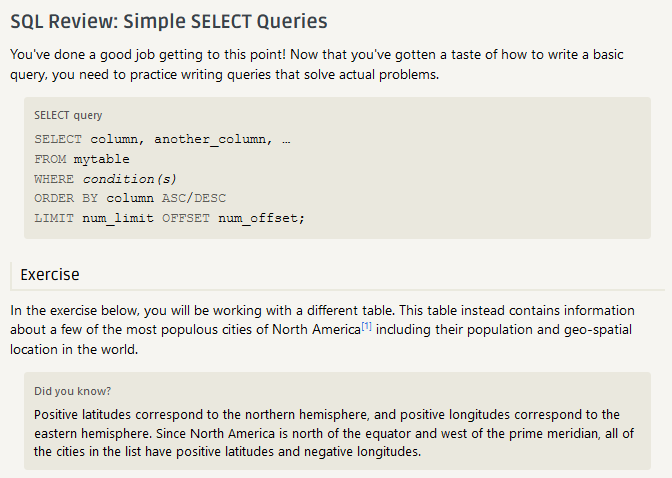 SQL Review: Simple SELECT Queries
You've done a good job getting to this point! Now that you've gotten a taste of how to write a basic
query, you need to practice writing queries that solve actual problems.
SELECT query
SELECT column, another_column, …
FROM mytable
WHERE condition(s)
ORDER BY column ASC/DESC
LIMIT num_limit OFFSET num_offset;
Exercise
In the exercise below, you will be working with a different table. This table instead contains information
about a few of the most populous cities of North America[1] including their population and geo-spatial
location in the world.
Did you know?
Positive latitudes correspond to the northern hemisphere, and positive longitudes correspond to the
eastern hemisphere. Since North America is north of the equator and west of the prime meridian, all of
the cities in the list have positive latitudes and negative longitudes.